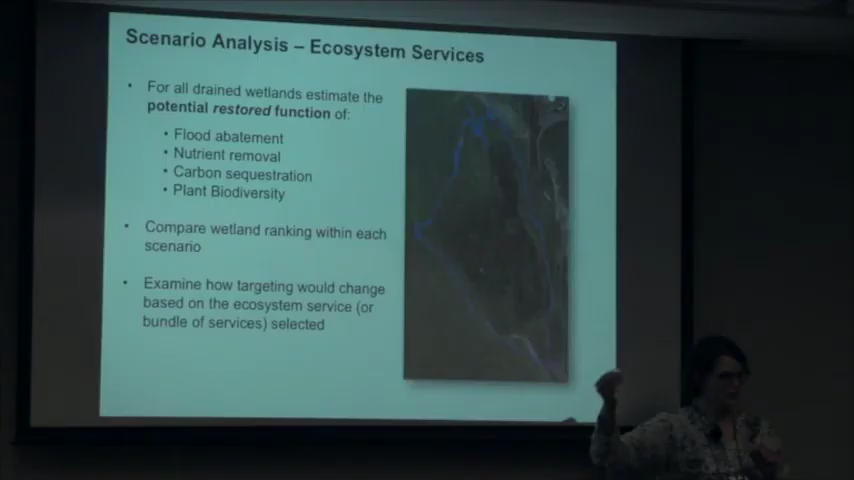 Scenario Analysis – Ecosystem Services
• For all drained wetlands estimate the
potential restored function of:
• Flood abatement
• Nutrient removal
• Carbon sequestration
• Plant Biodiversity
• Compare wetland ranking within each
scenario
• Examine how targeting would change
based on the ecosystem service (or
bundle of services) selected